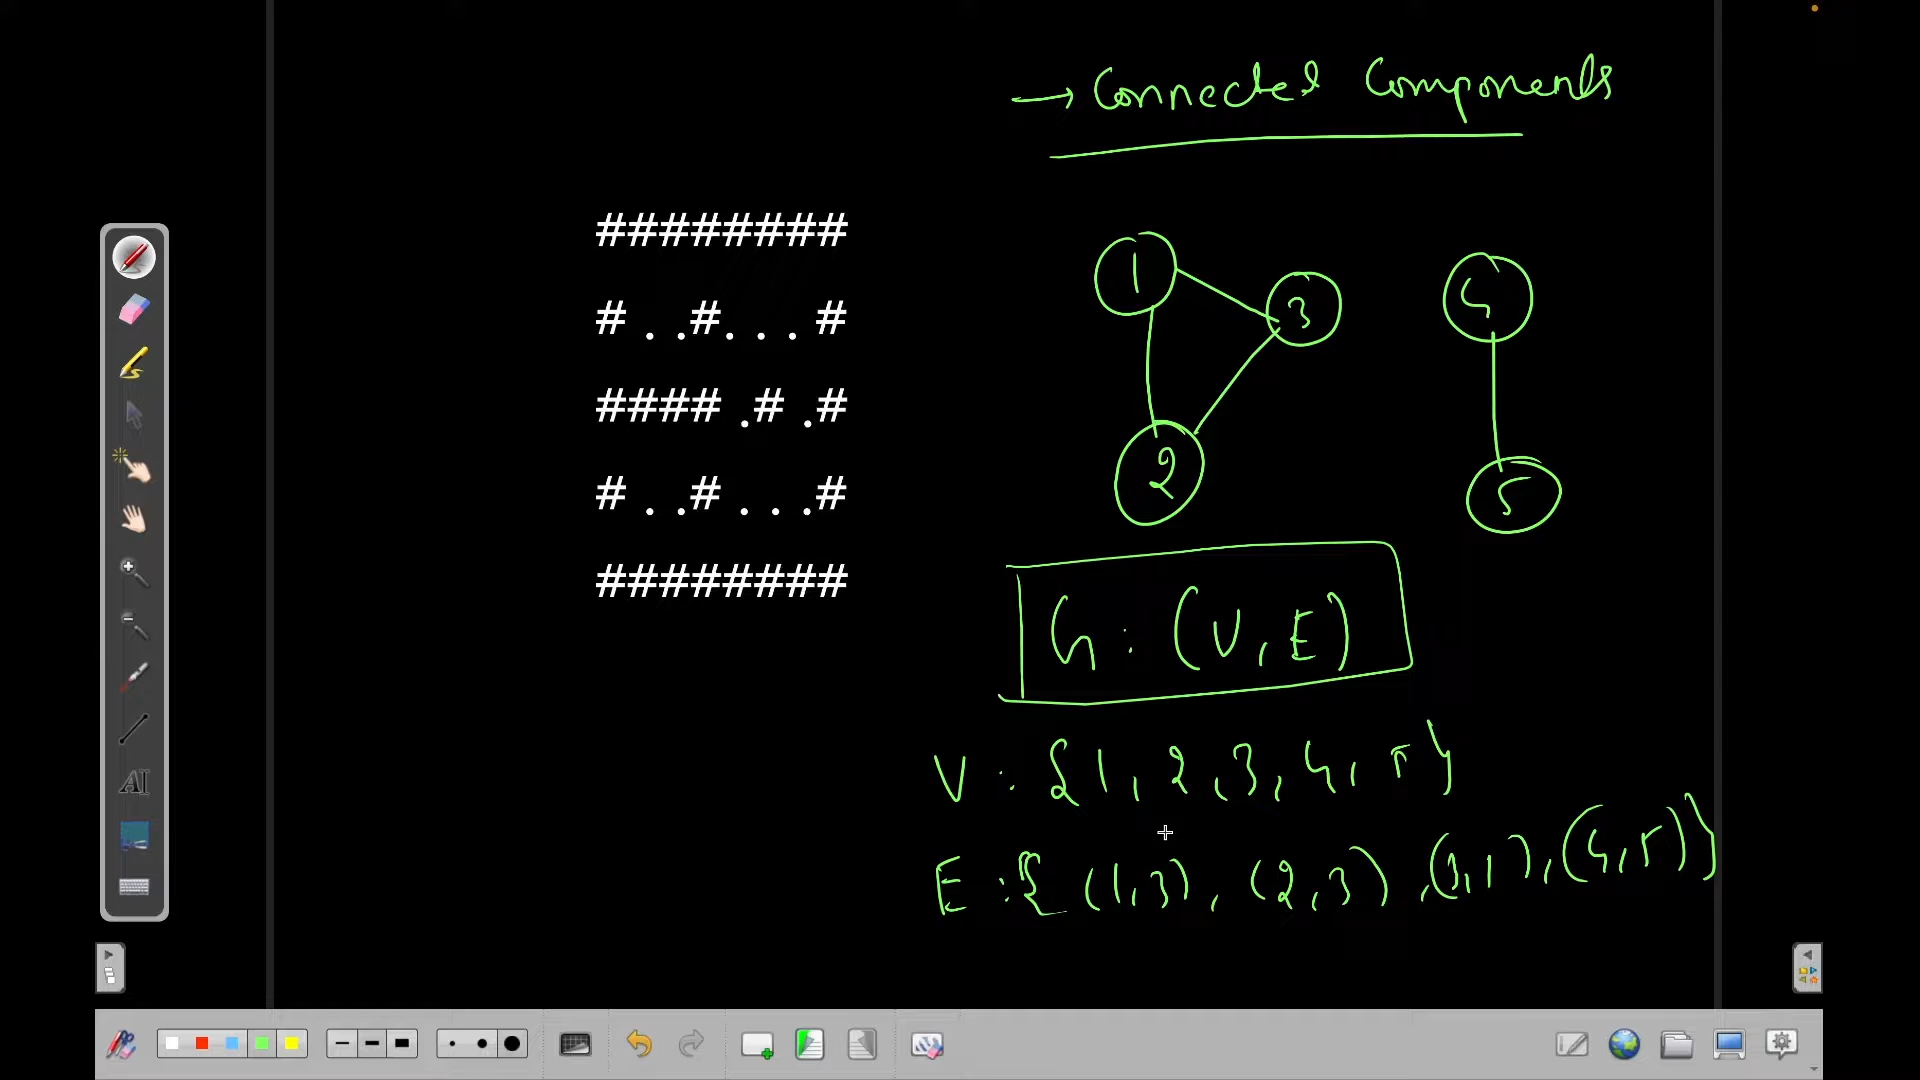 → Connected Components
########
#..#...#
####.#.#
#..#...#
########
1
3
4
2
5
G : (V, E)
V : {1, 2, 3, 4, 5}
E : { (1,3), (2,3), (2,1), (4,5)}
AI